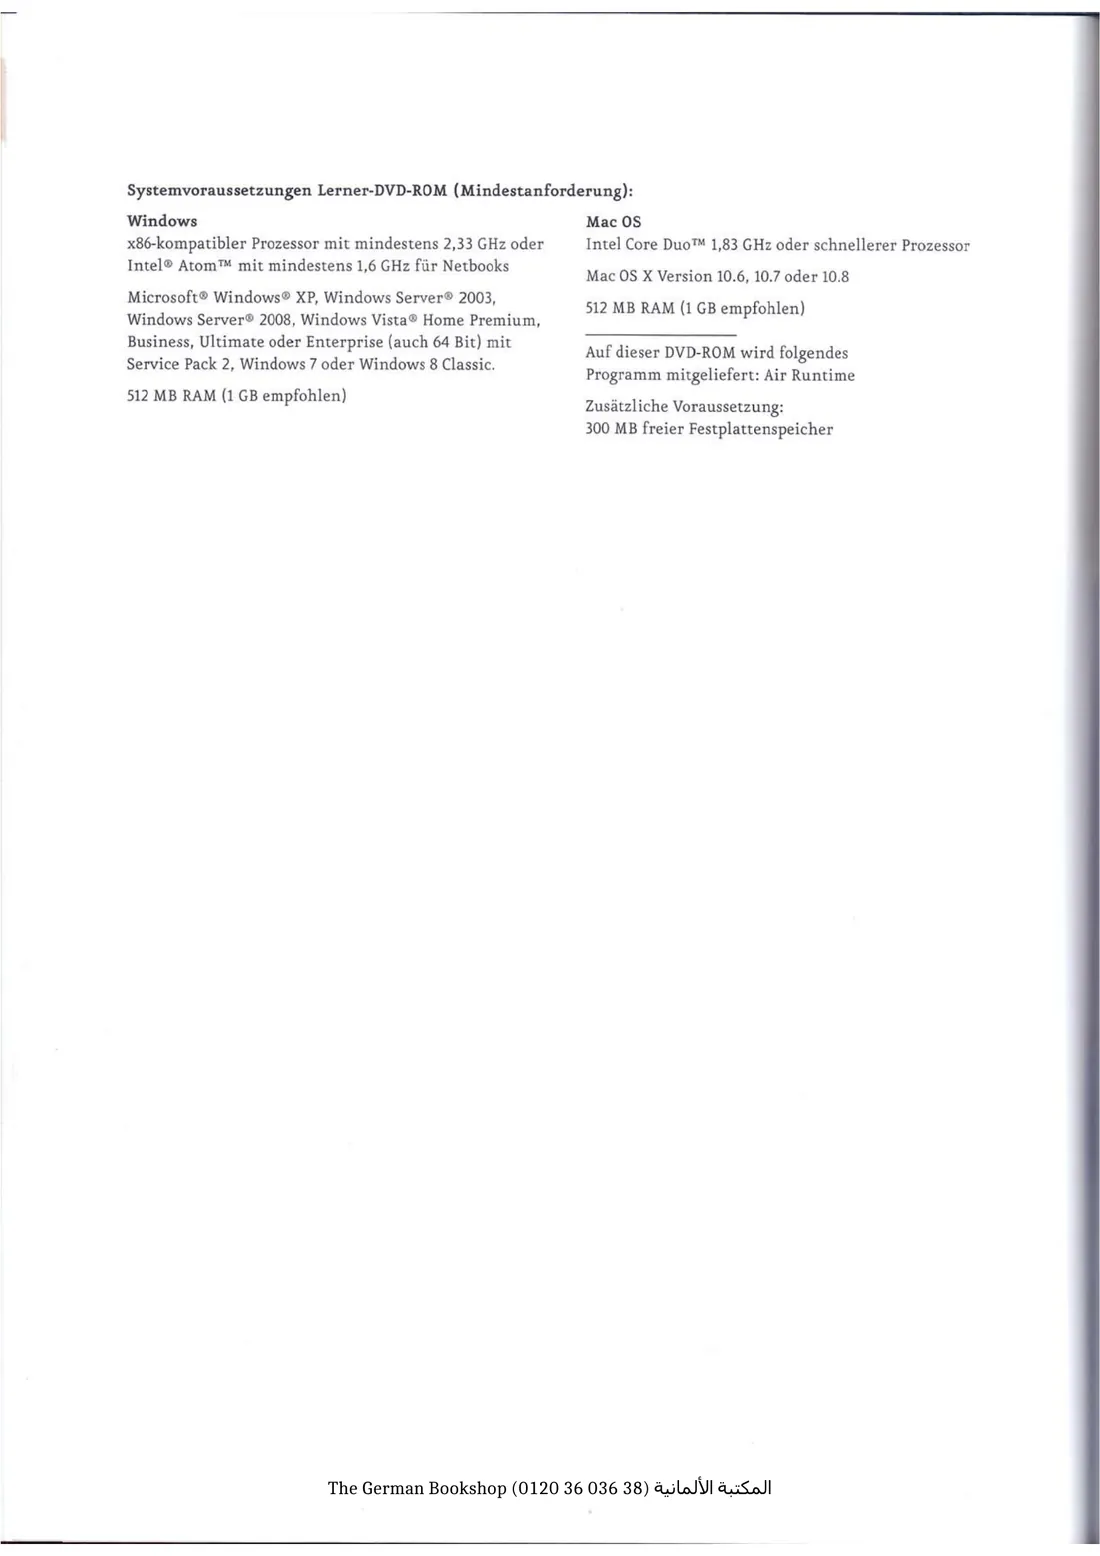 Systemvoraussetzungen Lerner-DVD-ROM (Mindestanforderung):
Windows
x86-kompatibler Prozessor mit mindestens 2,33 GHz oder
Intel® Atom™ mit mindestens 1,6 GHz für Netbooks
Microsoft® Windows® XP, Windows Server® 2003,
Windows Server® 2008, Windows Vista® Home Premium,
Business, Ultimate oder Enterprise (auch 64 Bit) mit
Service Pack 2, Windows 7 oder Windows 8 Classic.
512 MB RAM (1 GB empfohlen)
Mac OS
Intel Core Duo™ 1,83 GHz oder schnellerer Prozessor
Mac OS X Version 10.6, 10.7 oder 10.8
512 MB RAM (1 GB empfohlen)
Auf dieser DVD-ROM wird folgendes
Programm mitgeliefert: Air Runtime
Zusätzliche Voraussetzung:
300 MB freier Festplattenspeicher
The German Bookshop (0120 36 036 38) المكتبة الألمانية